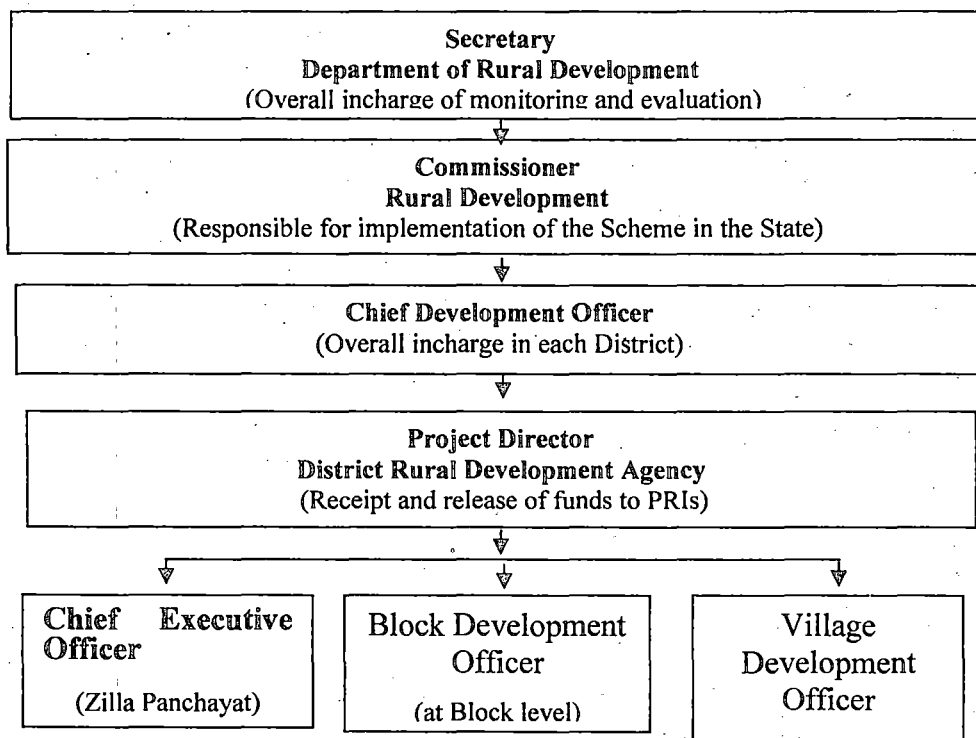 Secretary
Department of Rural Development
(Overall incharge of monitoring and evaluation)
Commissioner
Rural Development
(Responsible for implementation of the Scheme in the State)
Chief Development Officer
(Overall incharge in each District)
Project Director
District Rural Development Agency
(Receipt and release of funds to PRIs)
Chief Executive
Officer
(Zilla Panchayat)
Block Development
Officer
(at Block level)
Village
Development
Officer